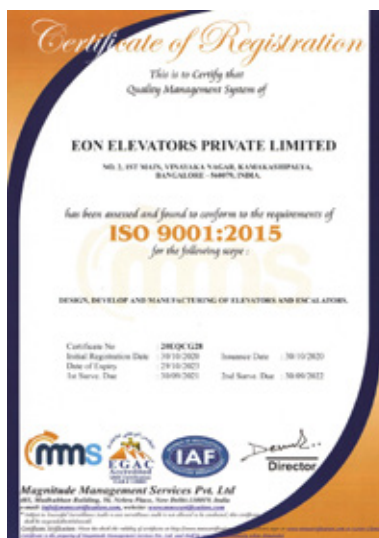 Certificate of Registration
This is to Certify that
Quality Management System of
EON ELEVATORS PRIVATE LIMITED
NO. 2, 1ST MAIN, VINAYAKA NAGAR, KAMAKASHIPALYA,
BANGALORE - 560079, INDIA.
has been assessed and found to conform to the requirements of
ISO 9001:2015
for the following scope :
DESIGN, DEVELOP AND MANUFACTURING OF ELEVATORS AND ESCALATORS.
Certificate No : 20EQCG28
Initial Registration Date : 30/10/2020 Issuance Date : 30/10/2020
Date of Expiry : 29/10/2023
1st Surve. Due : 30/09/2021 2nd Surve. Due : 30/09/2022
mms
EGAC
Accredited
IAF
Director
Magnitude Management Services Pvt. Ltd